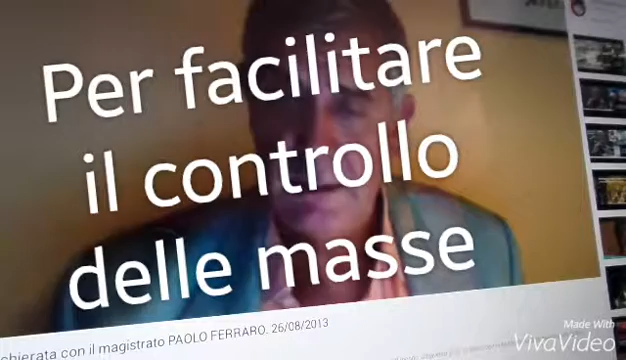 Per facilitare
il controllo
delle masse
chierata con il magistrato PAOLO FERRARO. 26/08/2013
Made With
VivaVideo